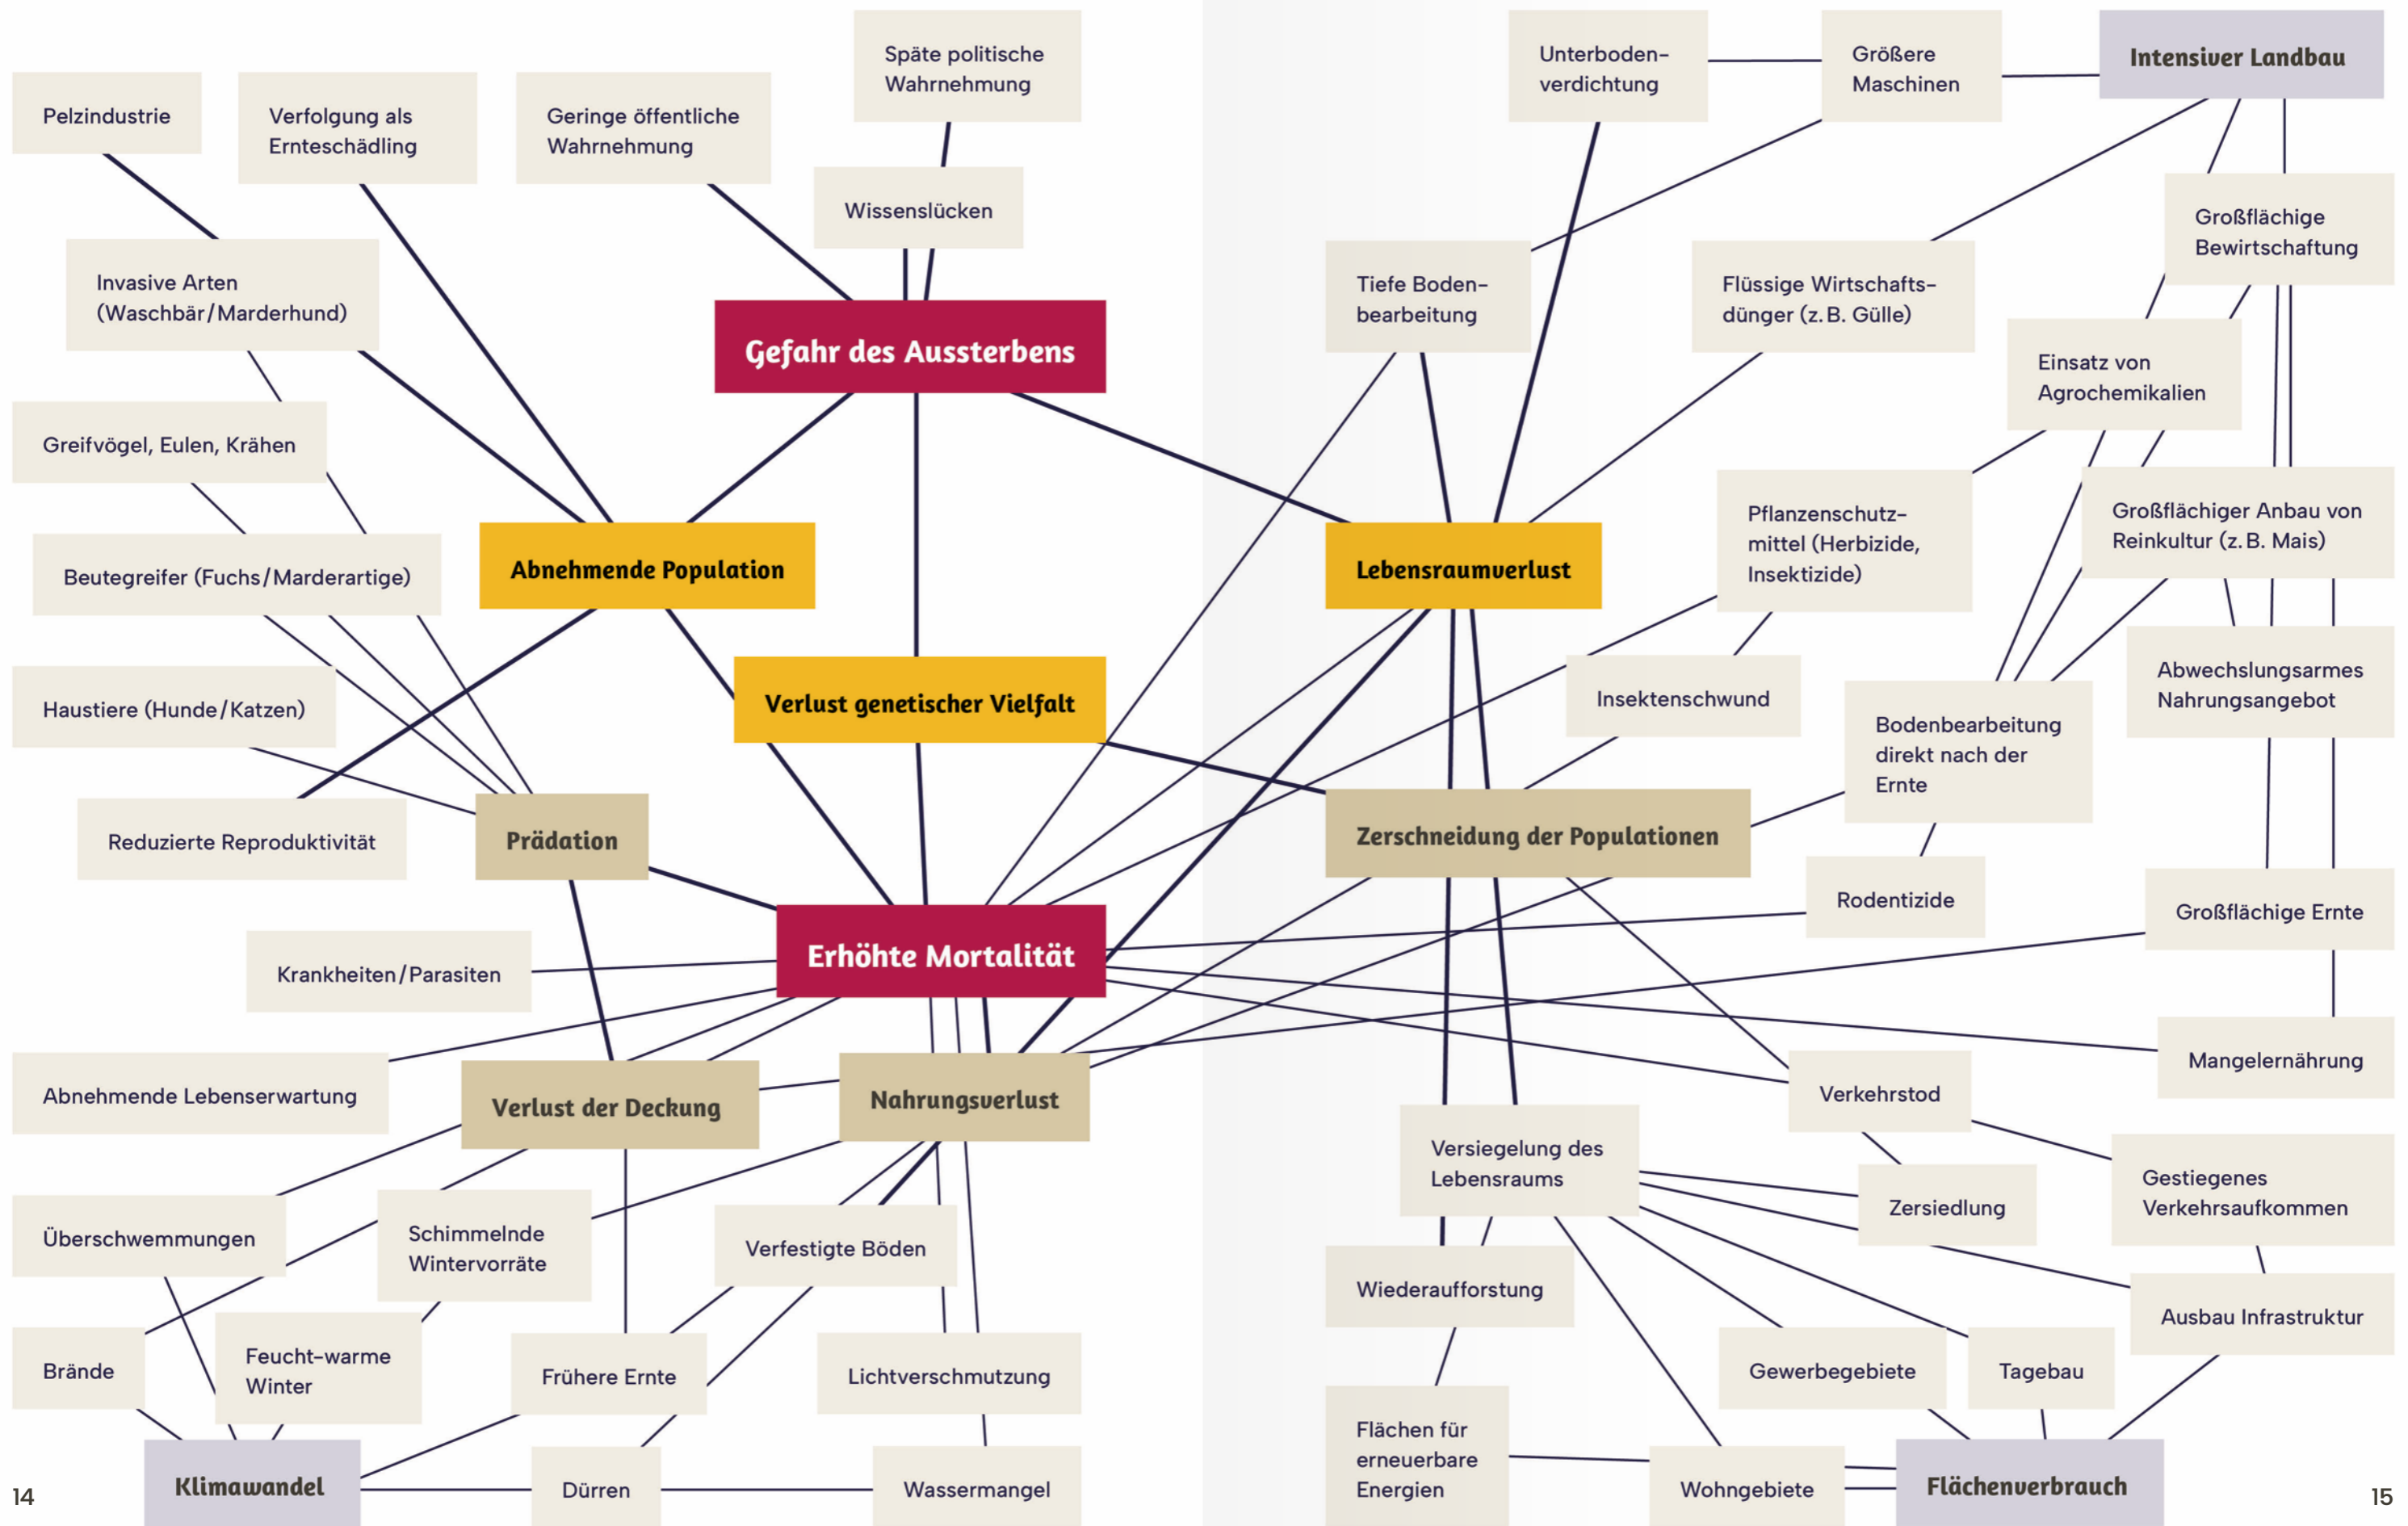 Späte politische
Wahrnehmung
Unterboden-
verdichtung
Größere
Maschinen
Intensiver Landbau
Pelzindustrie
Verfolgung als
Ernteschädling
Geringe öffentliche
Wahrnehmung
Wissenslücken
Großflächige
Bewirtschaftung
Invasive Arten
(Waschbär/Marderhund)
Gefahr des Aussterbens
Tiefe Boden-
bearbeitung
Flüssige Wirtschafts-
dünger (z.B. Gülle)
Einsatz von
Agrochemikalien
Greifvögel, Eulen, Krähen
Beutegreifer (Fuchs/Marderartige)
Abnehmende Population
Lebensraumverlust
Pflanzenschutz-
mittel (Herbizide,
Insektizide)
Großflächiger Anbau von
Reinkultur (z.B. Mais)
Haustiere (Hunde/Katzen)
Verlust genetischer Vielfalt
Insektenschwund
Abwechslungsarmes
Nahrungsangebot
Bodenbearbeitung
direkt nach der
Ernte
Reduzierte Reproduktivität
Prädation
Zerschneidung der Populationen
Rodentizide
Großflächige Ernte
Krankheiten/Parasiten
Erhöhte Mortalität
Abnehmende Lebenserwartung
Verlust der Deckung
Nahrungsverlust
Verkehrstod
Mangelernährung
Versiegelung des
Lebensraums
Zersiedlung
Gestiegenes
Verkehrsaufkommen
Überschwemmungen
Schimmelnde
Wintervorräte
Verfestigte Böden
Wiederaufforstung
Ausbau Infrastruktur
Brände
Feucht-warme
Winter
Frühere Ernte
Lichtverschmutzung
Gewerbegebiete
Tagebau
Flächen für
erneuerbare
Energien
Klimawandel
Dürren
Wassermangel
Wohngebiete
Flächenverbrauch
14
15